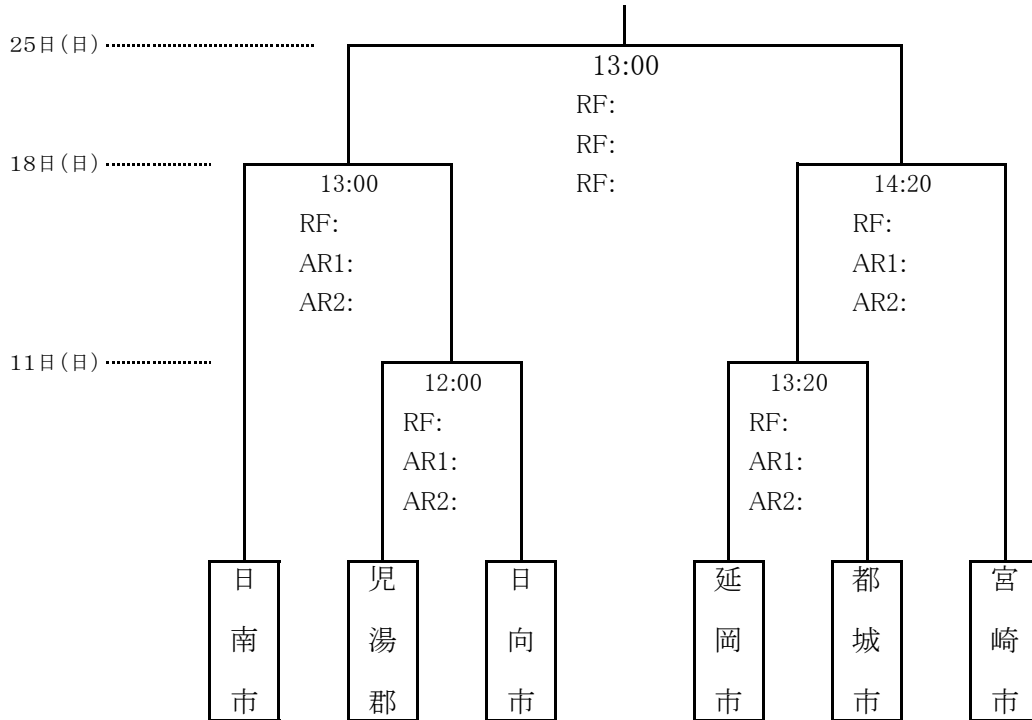 25日(日)
13:00
RF:
RF:
RF:
18日(日)
13:00
RF:
AR1:
AR2:
14:20
RF:
AR1:
AR2:
11日(日)
12:00
RF:
AR1:
AR2:
13:20
RF:
AR1:
AR2:
日南市
児湯郡
日向市
延岡市
都城市
宮崎市